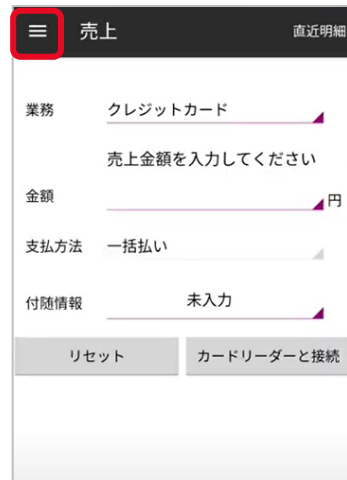 売上 直近明細
業務 クレジットカード
売上金額を入力してください
金額 円
支払方法 一括払い
付随情報 未入力
リセット カードリーダーと接続